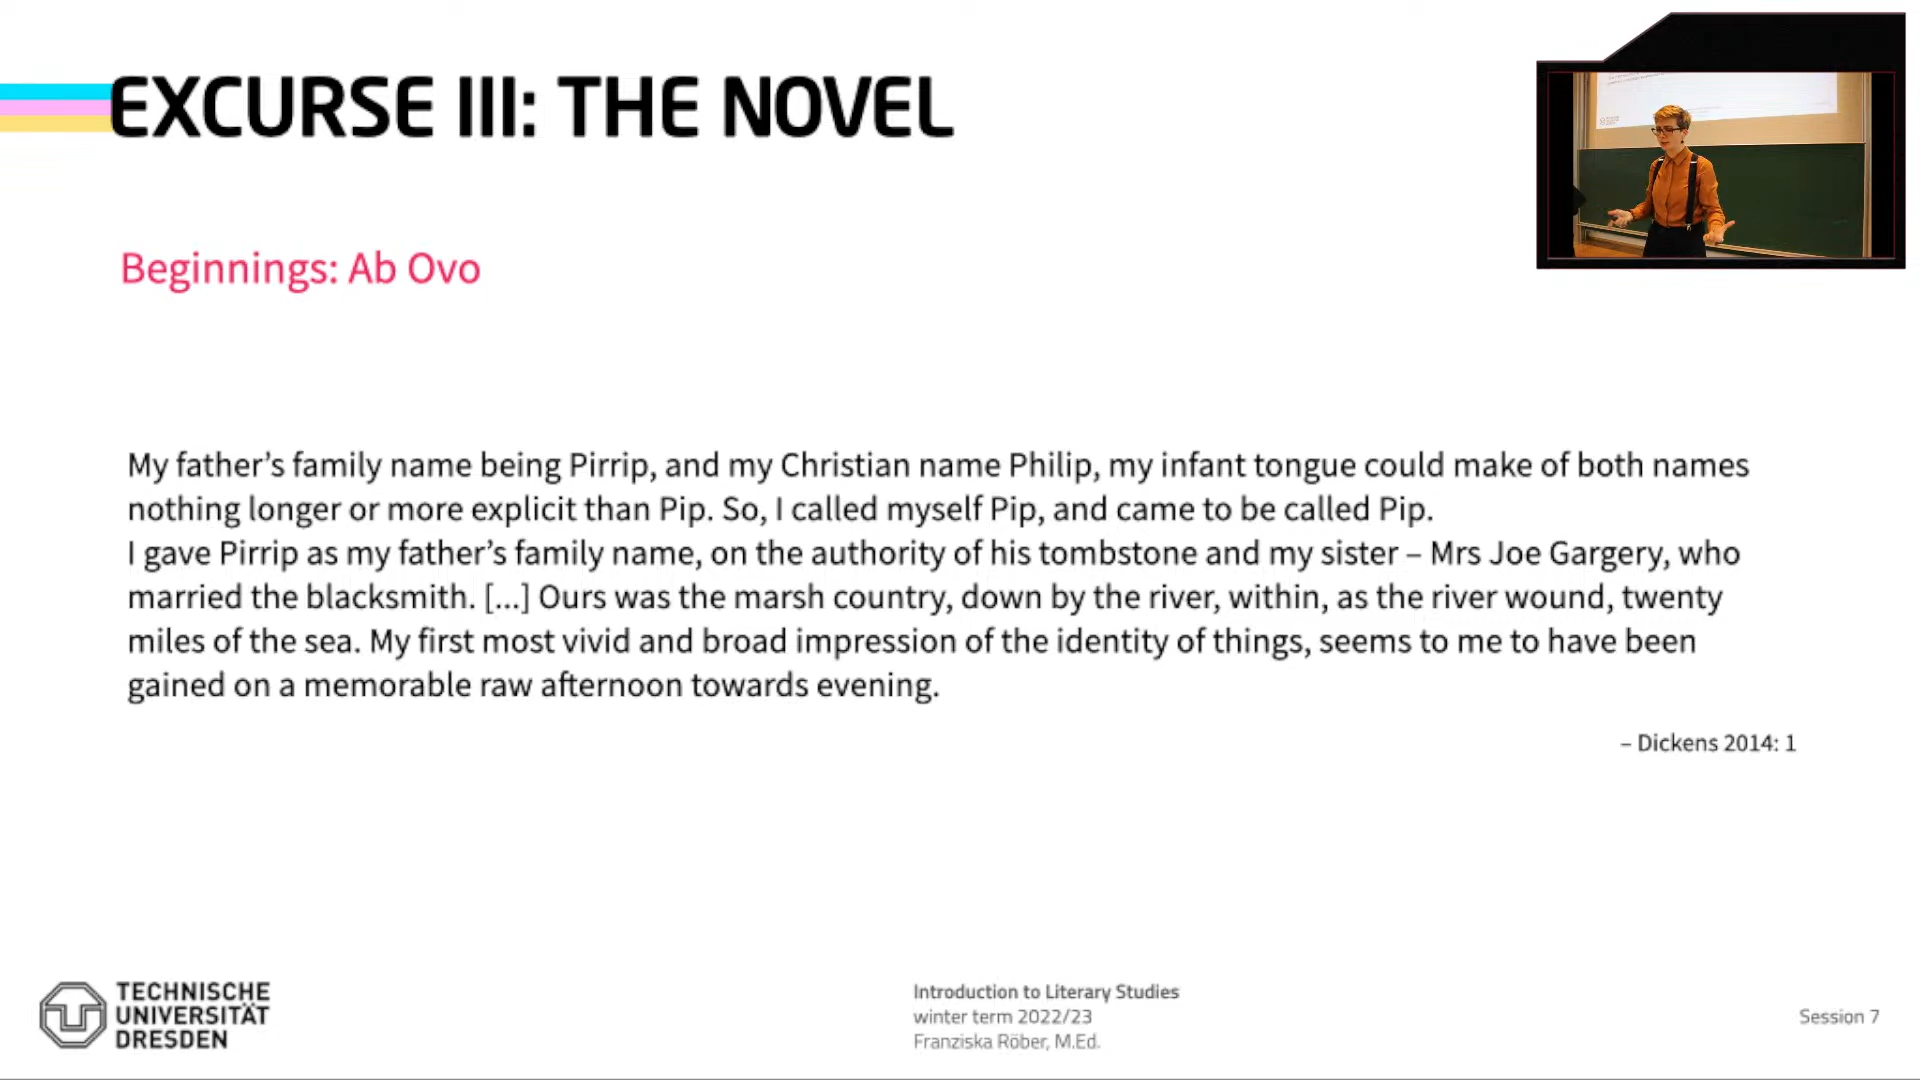 EXCURSE III: THE NOVEL
Beginnings: Ab Ovo
My father’s family name being Pirrip, and my Christian name Philip, my infant tongue could make of both names
nothing longer or more explicit than Pip. So, I called myself Pip, and came to be called Pip.
I gave Pirrip as my father’s family name, on the authority of his tombstone and my sister – Mrs Joe Gargery, who
married the blacksmith. [...] Ours was the marsh country, down by the river, within, as the river wound, twenty
miles of the sea. My first most vivid and broad impression of the identity of things, seems to me to have been
gained on a memorable raw afternoon towards evening.
– Dickens 2014: 1
TECHNISCHE
UNIVERSITÄT
DRESDEN
Introduction to Literary Studies
winter term 2022/23
Franziska Röber, M.Ed.
Session 7